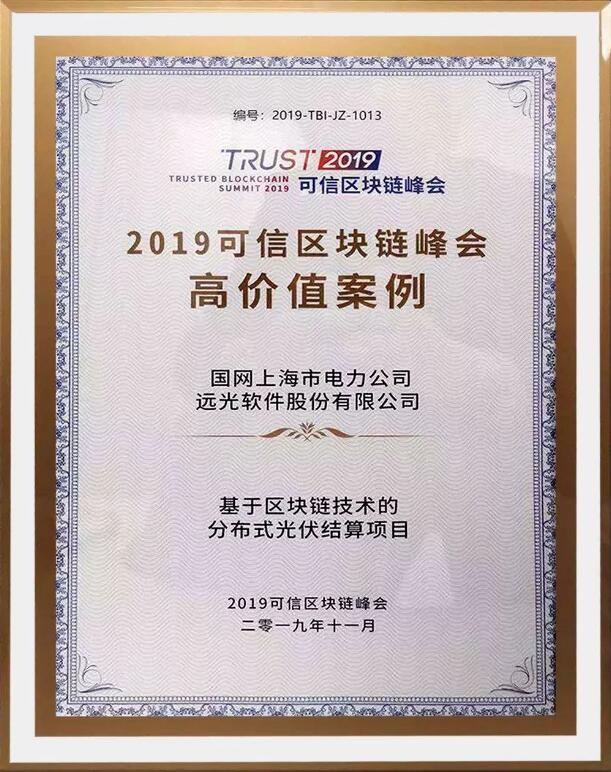 编号：2019-TBI-JZ-1013
TRUST 2019
TRUSTED BLOCKCHAIN
SUMMIT 2019
可信区块链峰会
2019可信区块链峰会
高价值案例
国网上海市电力公司
远光软件股份有限公司
基于区块链技术的
分布式光伏结算项目
2019可信区块链峰会
二零一九年十一月